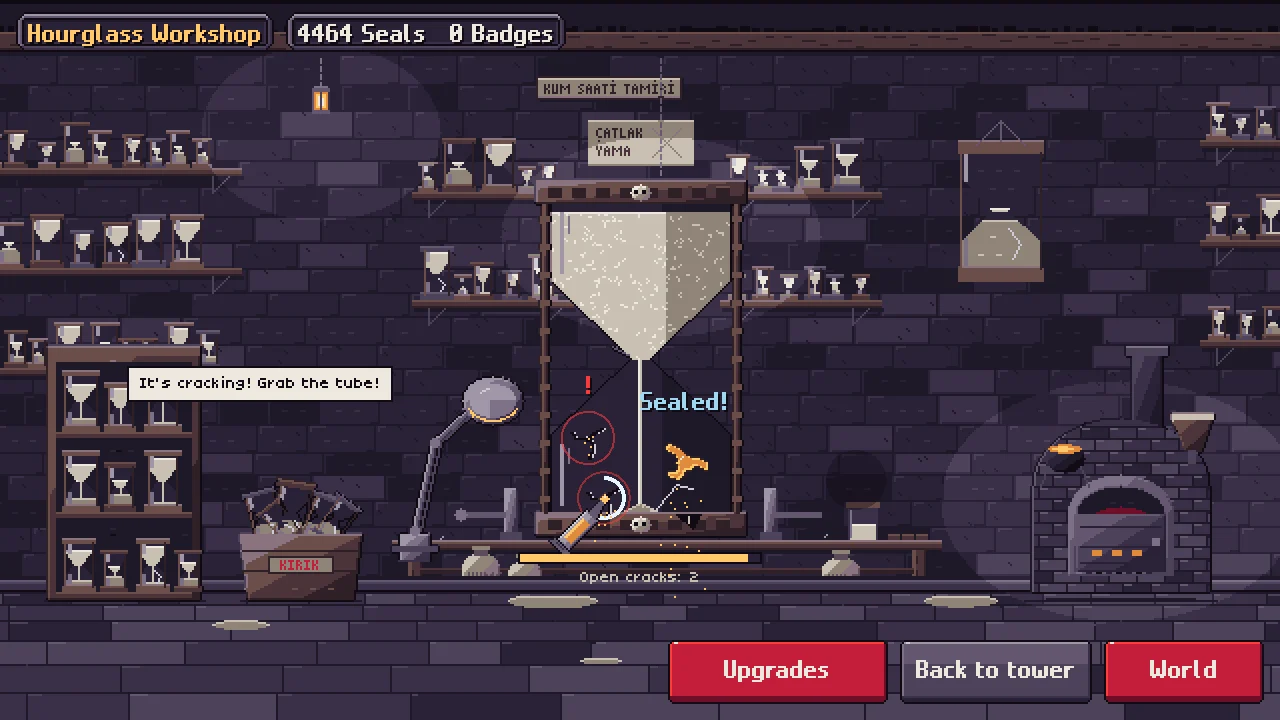 Hourglass Workshop
4464 Seals 0 Badges
KUM SAATİ TAMİRİ
ÇATLAK
YAMA
It's cracking! Grab the tube!
!
Sealed!
KIRIK
Open cracks: 2
Upgrades
Back to tower
World